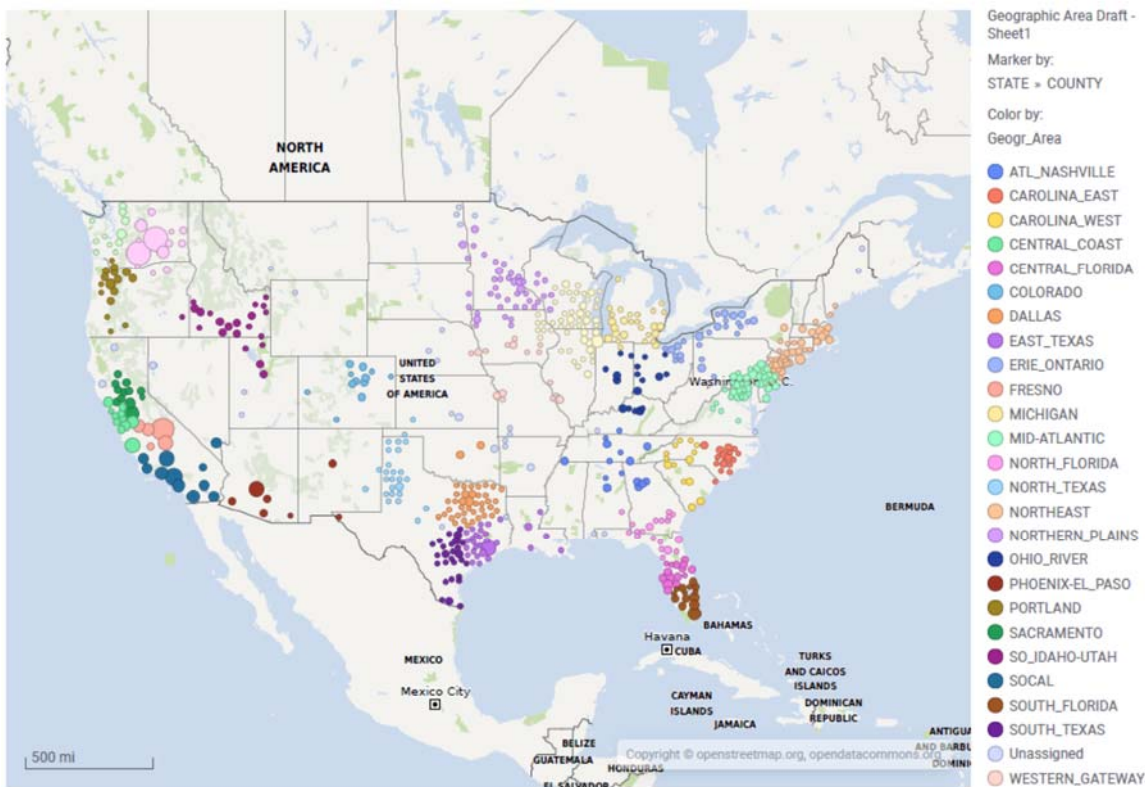 NORTH
AMERICA
UNITED
STATES
OF AMERICA
Washington, D.C.
BERMUDA
BAHAMAS
Havana
CUBA
MEXICO
Mexico City
TURKS
AND CAICOS
ISLANDS
CAYMAN
ISLANDS
DOMINICAN
REPUBLIC
JAMAICA
BELIZE
GUATEMALA
HONDURAS
EL SALVADOR
500 mi
Copyright © openstreetmap.org, opendatacommons.org
Geographic Area Draft -
Sheet1
Marker by:
STATE » COUNTY
Color by:
Geogr_Area
ATL_NASHVILLE
CAROLINA_EAST
CAROLINA_WEST
CENTRAL_COAST
CENTRAL_FLORIDA
COLORADO
DALLAS
EAST_TEXAS
ERIE_ONTARIO
FRESNO
MICHIGAN
MID-ATLANTIC
NORTH_FLORIDA
NORTH_TEXAS
NORTHEAST
NORTHERN_PLAINS
OHIO_RIVER
PHOENIX-EL_PASO
PORTLAND
SACRAMENTO
SO_IDAHO-UTAH
SOCAL
SOUTH_FLORIDA
SOUTH_TEXAS
Unassigned
WESTERN_GATEWAY